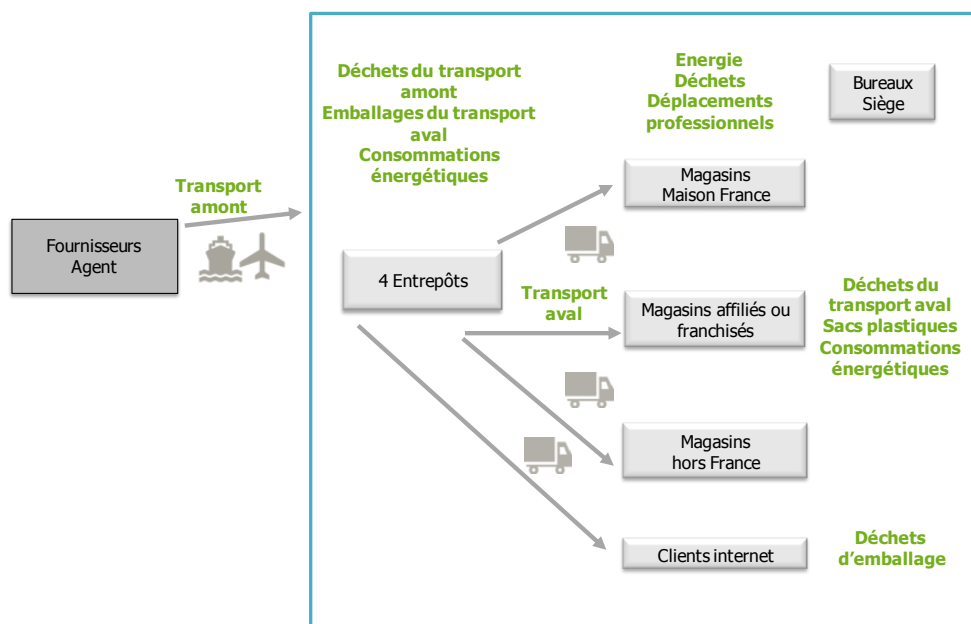 Déchets du transport
amont
Emballages du transport
aval
Consommations
énergétiques
Energie
Déchets
Déplacements
professionnels
Bureaux
Siège
Transport
amont
Fournisseurs
Agent
4 Entrepôts
Magasins
Maison France
Transport
aval
Magasins affiliés ou
franchisés
Déchets du
transport aval
Sacs plastiques
Consommations
énergétiques
Magasins
hors France
Clients internet
Déchets
d’emballage